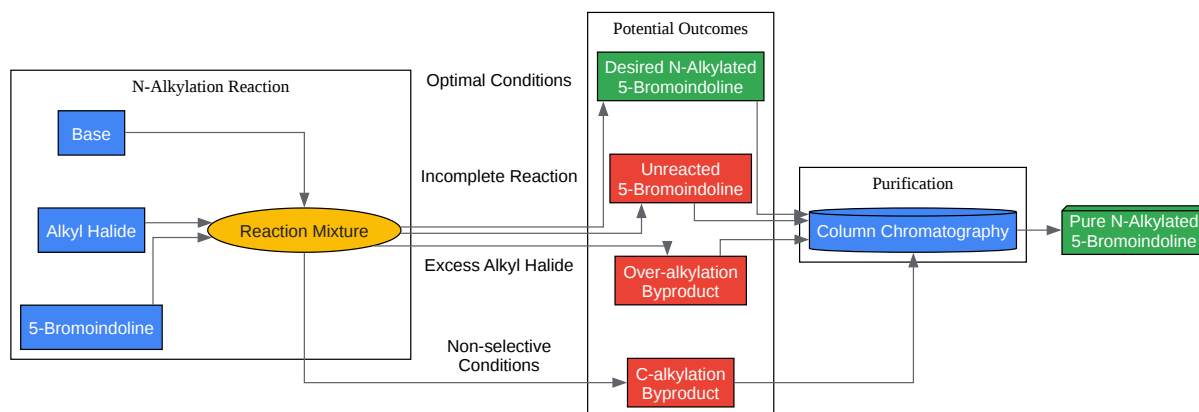 N-Alkylation Reaction
Base
Alkyl Halide
5-Bromoindoline
Reaction Mixture
Optimal Conditions
Incomplete Reaction
Excess Alkyl Halide
Non-selective
Conditions
Potential Outcomes
Desired N-Alkylated
5-Bromoindoline
Unreacted
5-Bromoindoline
Over-alkylation
Byproduct
C-alkylation
Byproduct
Purification
Column Chromatography
Pure N-Alkylated
5-Bromoindoline